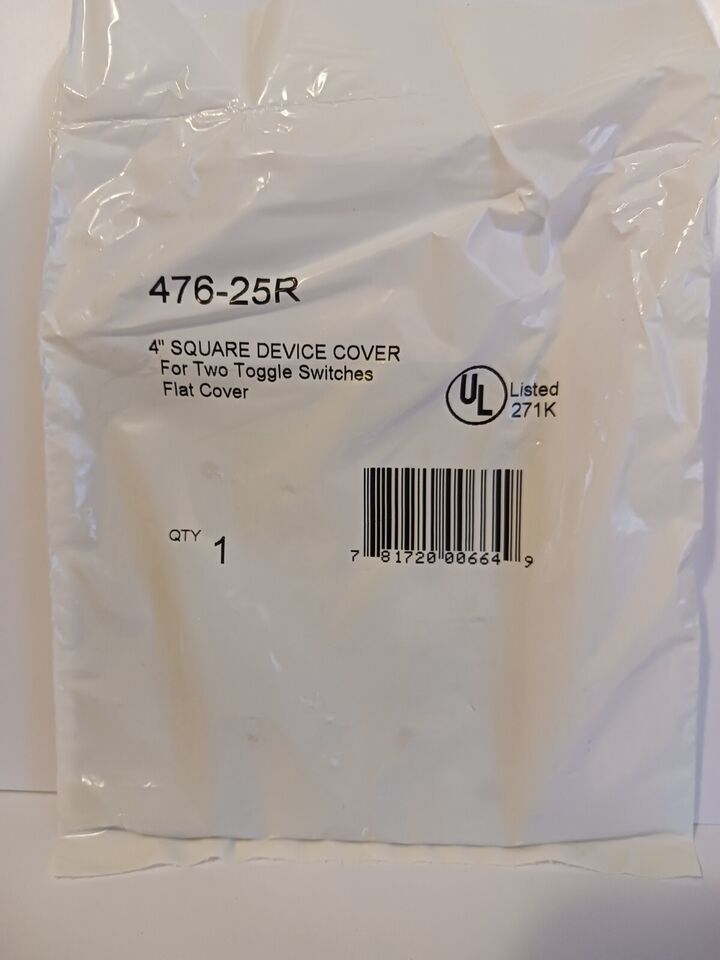 476-25R
4" SQUARE DEVICE COVER
For Two Toggle Switches
Flat Cover
UL Listed
271K
QTY 1
7 81720 00664 9